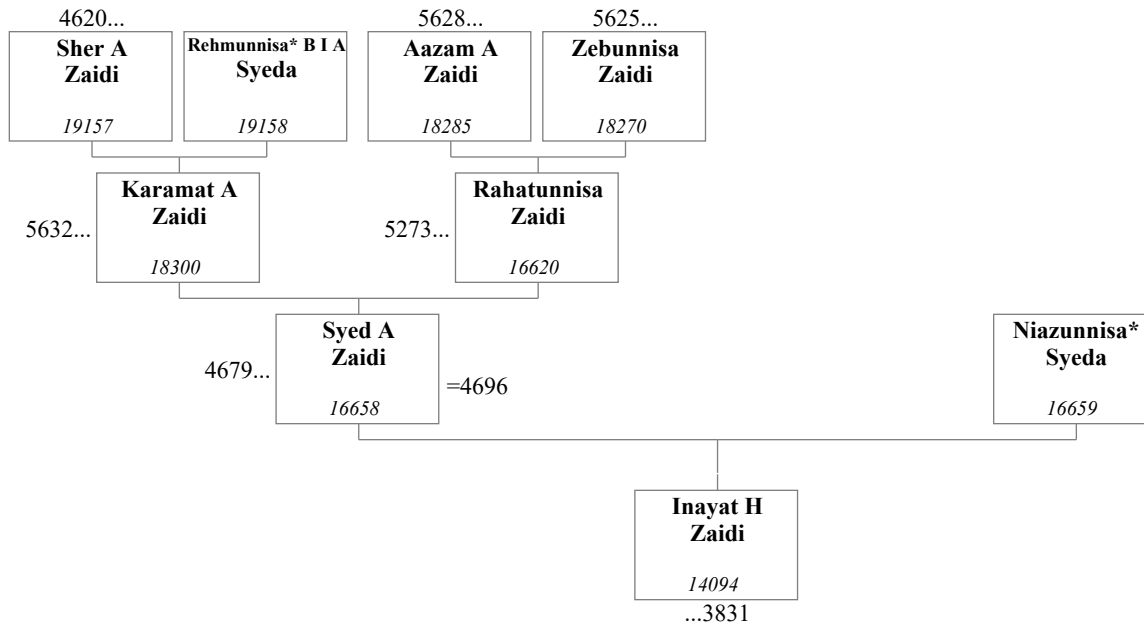 4620...
Sher A
Zaidi
19157
Rehmunnisa* B I A
Syeda
19158
5628...
Aazam A
Zaidi
18285
5625...
Zebunnisa
Zaidi
18270
5632...
Karamat A
Zaidi
18300
5273...
Rahatunnisa
Zaidi
16620
4679...
Syed A
Zaidi
16658
=4696
Niazunnisa*
Syeda
16659
Inayat H
Zaidi
14094
...3831